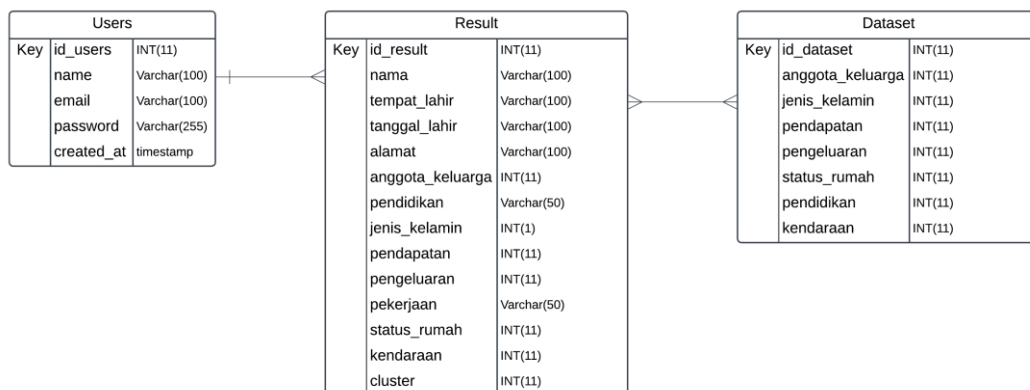 Users
Key id_users INT(11)
name Varchar(100)
email Varchar(100)
password Varchar(255)
created_at timestamp
Result
Key id_result INT(11)
nama Varchar(100)
tempat_lahir Varchar(100)
tanggal_lahir Varchar(100)
alamat Varchar(100)
anggota_keluarga INT(11)
pendidikan Varchar(50)
jenis_kelamin INT(1)
pendapatan INT(11)
pengeluaran INT(11)
pekerjaan Varchar(50)
status_rumah INT(11)
kendaraan INT(11)
cluster INT(11)
Dataset
Key id_dataset INT(11)
anggota_keluarga INT(11)
jenis_kelamin INT(11)
pendapatan INT(11)
pengeluaran INT(11)
status_rumah INT(11)
pendidikan INT(11)
kendaraan INT(11)